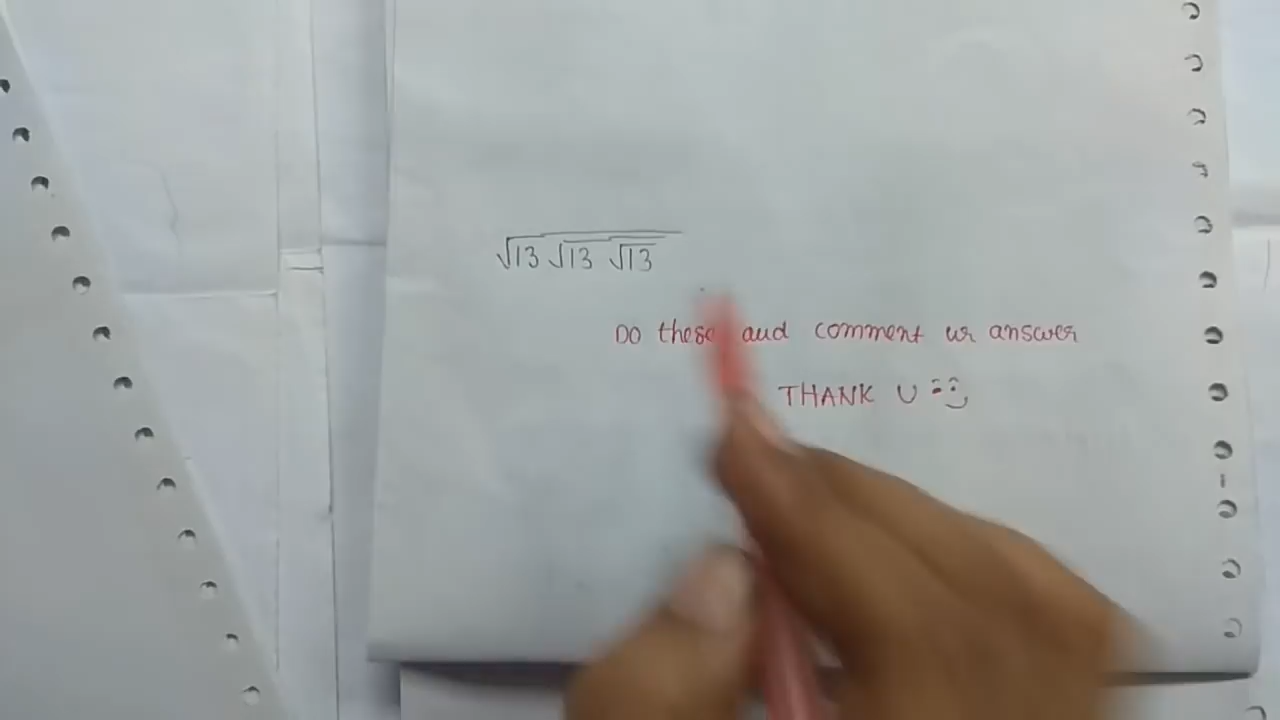 √13 √13 √13
Do these and comment ur answer
THANK U